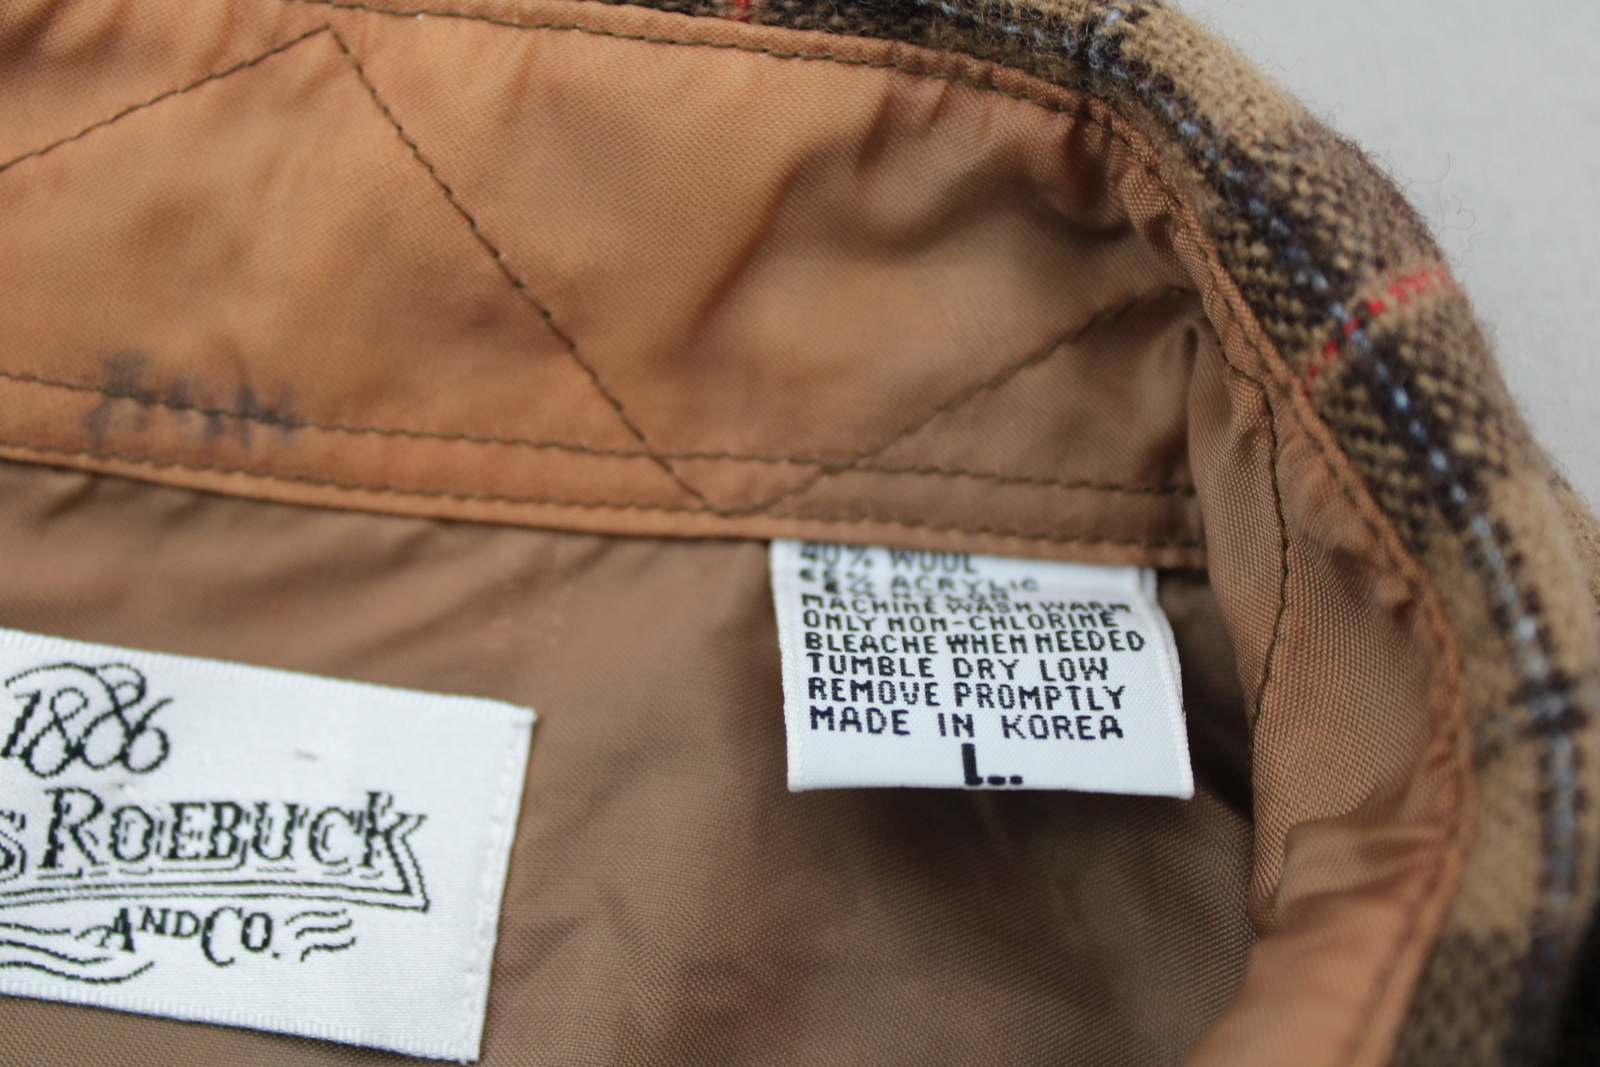 1886
S ROEBUCK
AND CO.
40% WOOL
ACRYLIC
MACHINE WASH WARM
ONLY NON-CHLORINE
BLEACHE WHEN NEEDED
TUMBLE DRY LOW
REMOVE PROMPTLY
MADE IN KOREA
L..